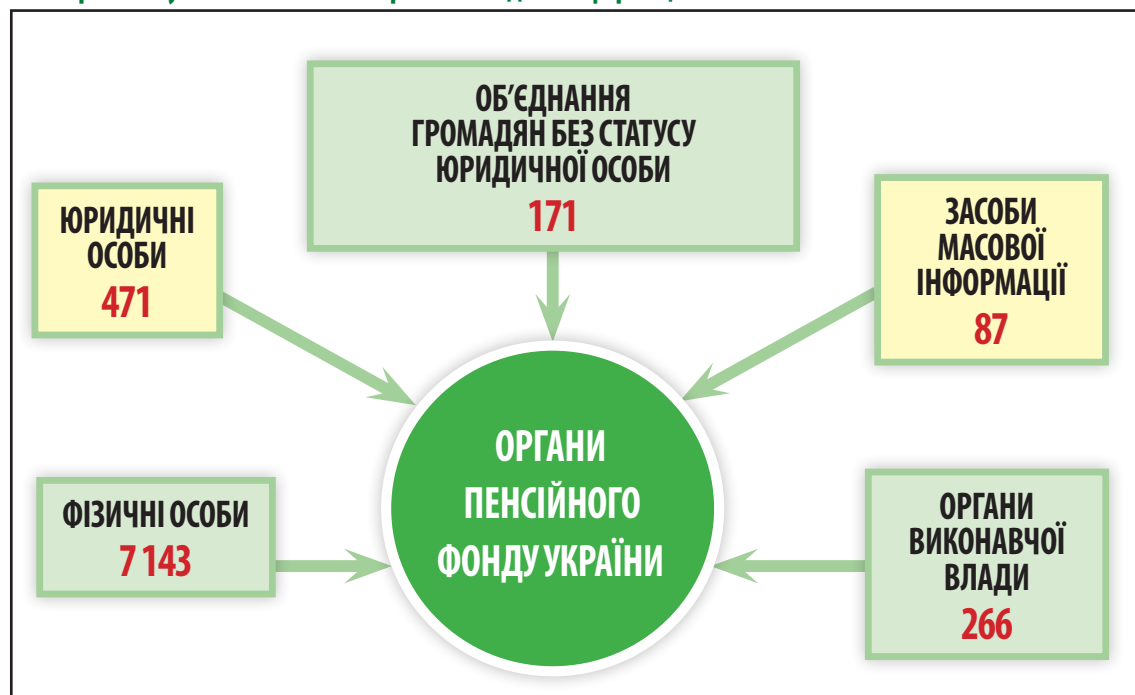 ОБ’ЄДНАННЯ
ГРОМАДЯН БЕЗ СТАТУСУ
ЮРИДИЧНОЇ ОСОБИ
171
ЮРИДИЧНІ
ОСОБИ
471
ЗАСОБИ
МАСОВОЇ
ІНФОРМАЦІЇ
87
ФІЗИЧНІ ОСОБИ
7 143
ОРГАНИ
ПЕНСІЙНОГО
ФОНДУ УКРАЇНИ
ОРГАНИ
ВИКОНАВЧОЇ
ВЛАДИ
266